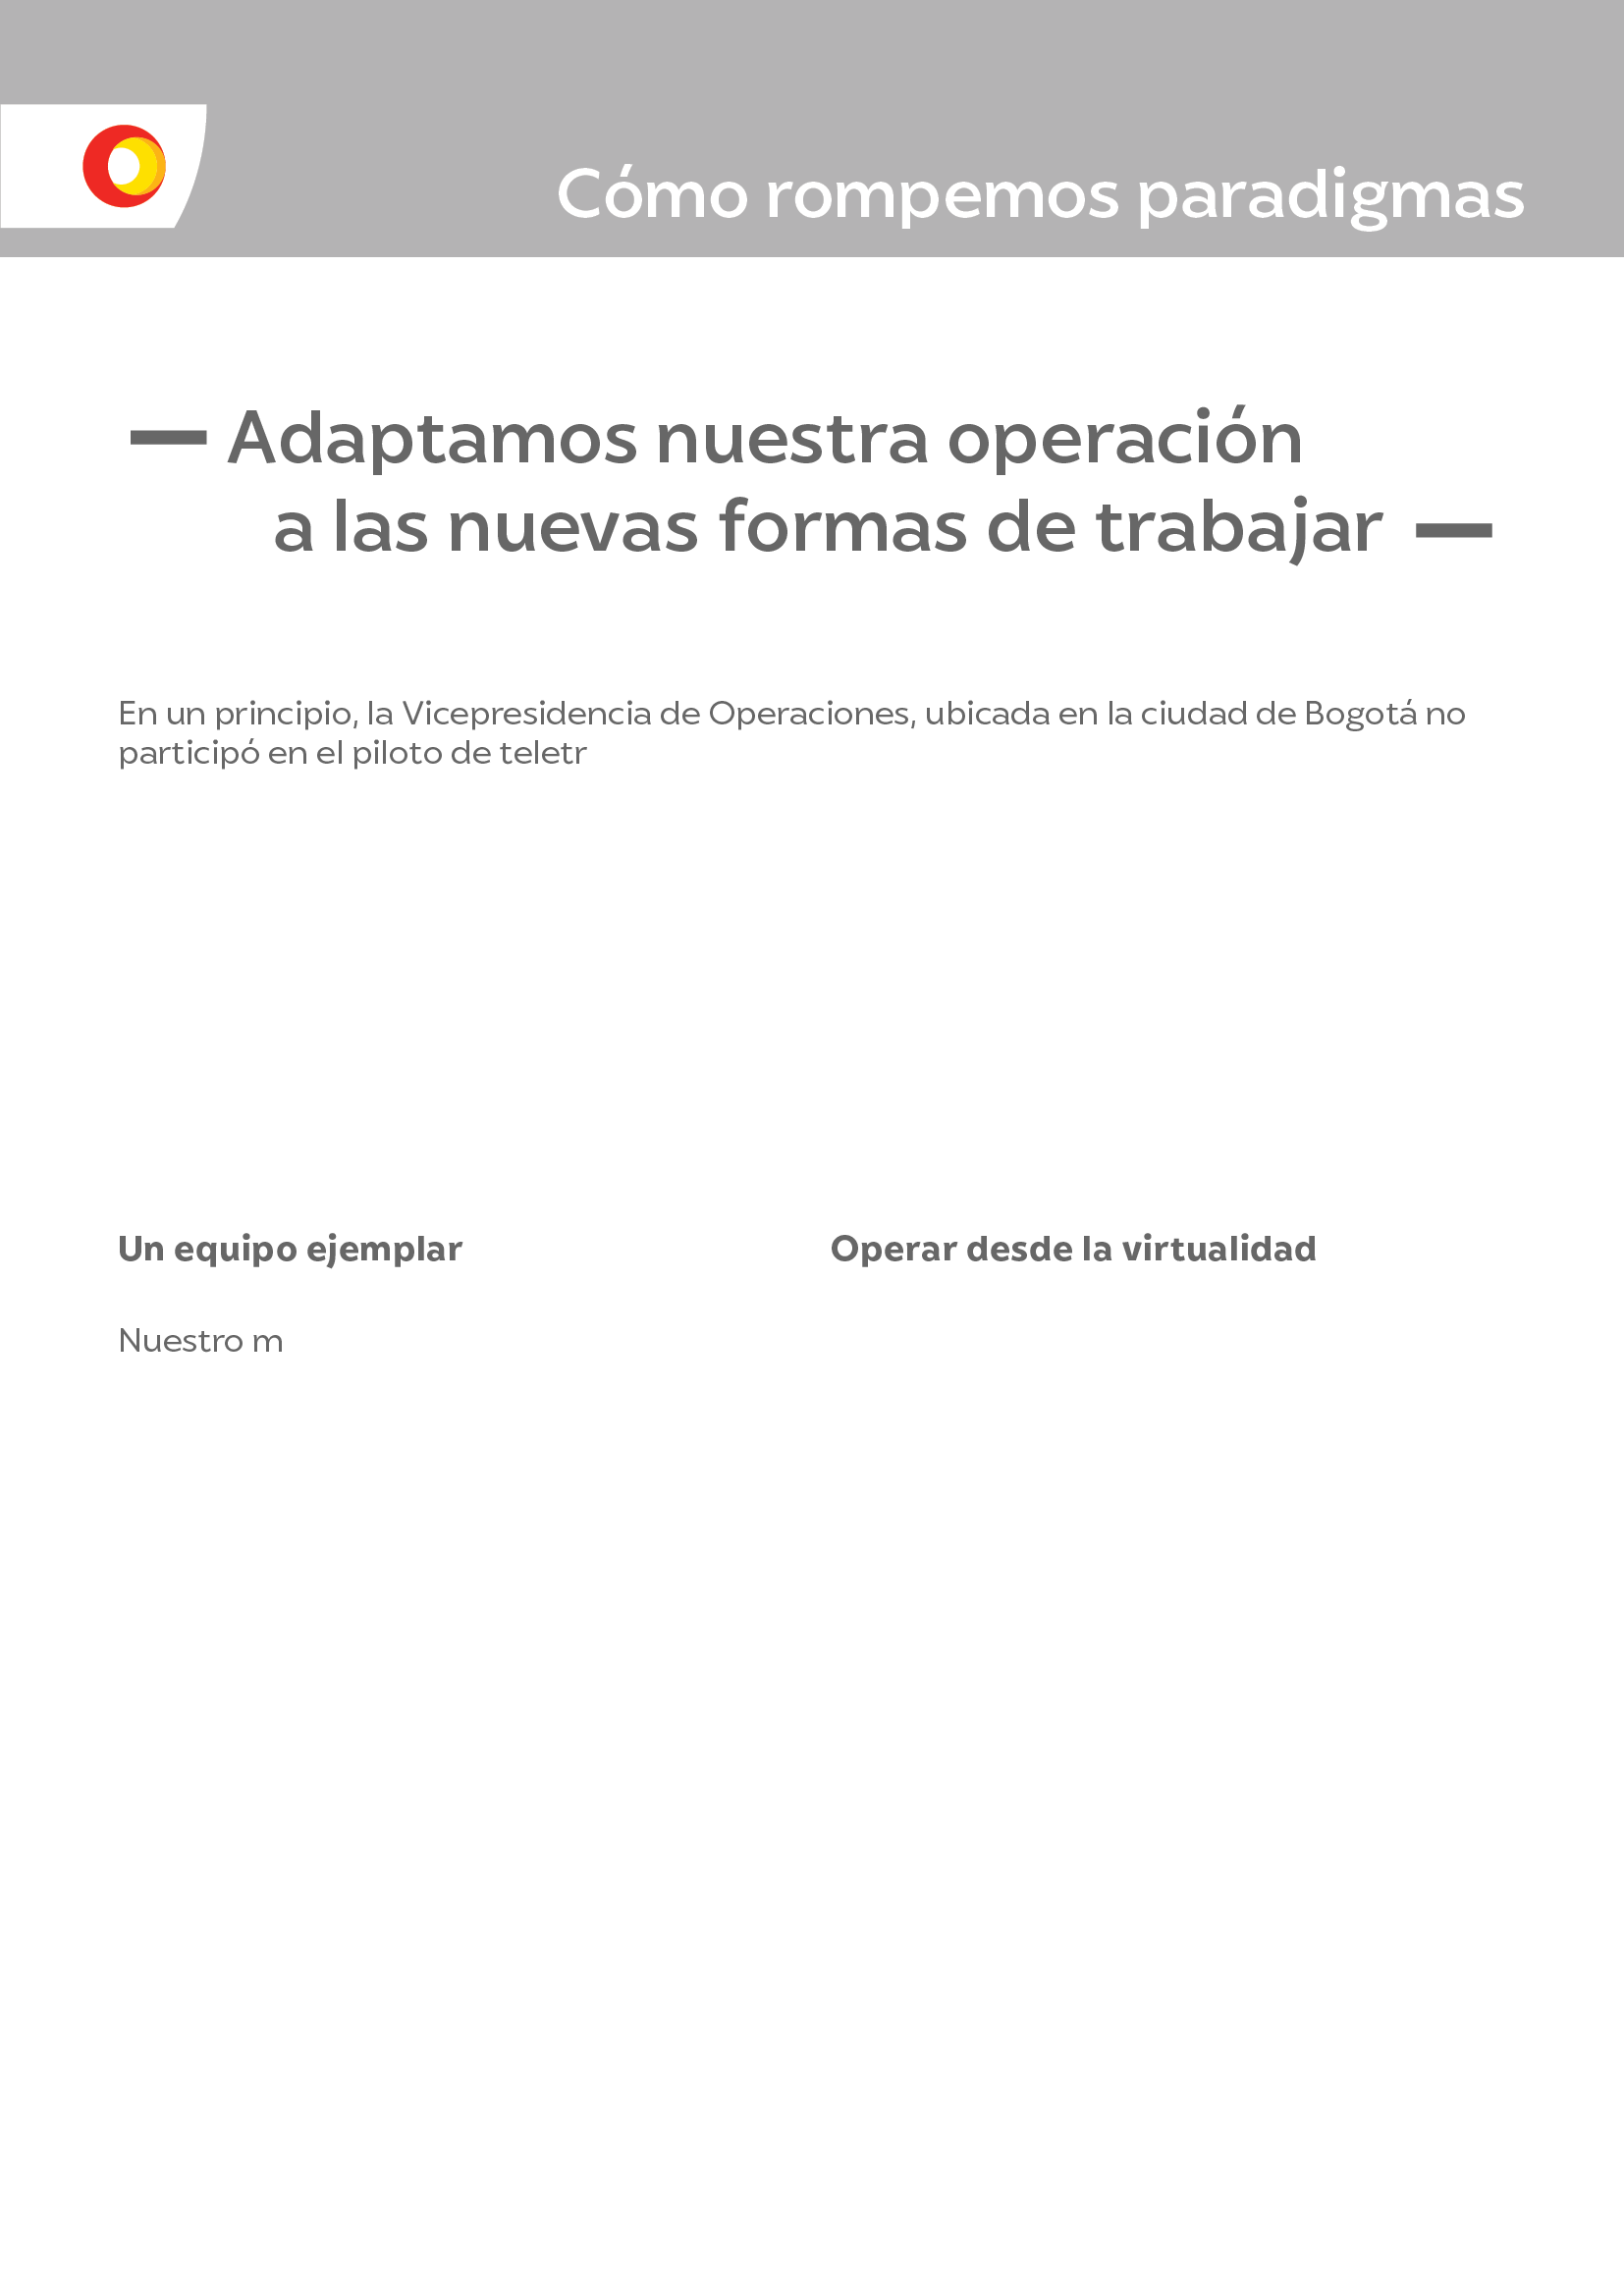 Cómo rompemos paradigmas
Adaptamos nuestra operación
a las nuevas formas de trabajar
En un principio, la Vicepresidencia de Operaciones, ubicada en la ciudad de Bogotá no
participó en el piloto de teletr
Un equipo ejemplar
Nuestro m
Operar desde la virtualidad